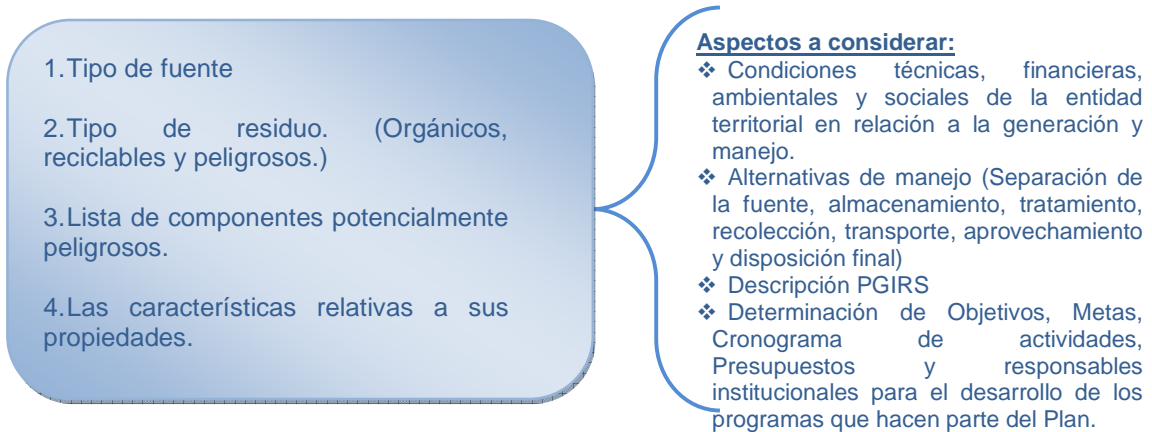 1.Tipo de fuente
2.Tipo de residuo. (Orgánicos,
reciclables y peligrosos.)
3.Lista de componentes potencialmente
peligrosos.
4.Las características relativas a sus
propiedades.
Aspectos a considerar:
❖ Condiciones técnicas, financieras,
ambientales y sociales de la entidad
territorial en relación a la generación y
manejo.
❖ Alternativas de manejo (Separación de
la fuente, almacenamiento, tratamiento,
recolección, transporte, aprovechamiento
y disposición final)
❖ Descripción PGIRS
❖ Determinación de Objetivos, Metas,
Cronograma de actividades,
Presupuestos y responsables
institucionales para el desarrollo de los
programas que hacen parte del Plan.